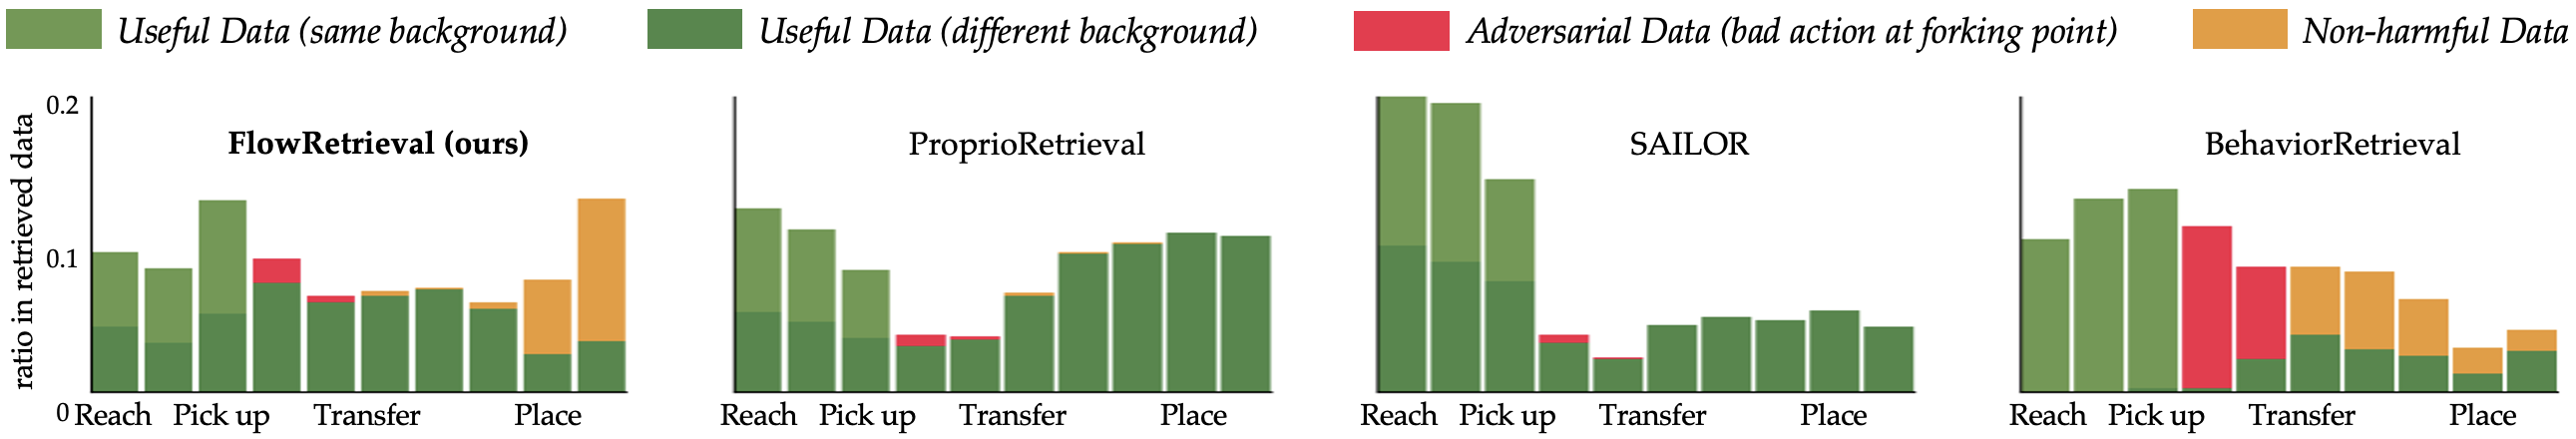 Useful Data (same background)
Useful Data (different background)
Adversarial Data (bad action at forking point)
Non-harmful Data
ratio in retrieved data
0.2
0.1
0
FlowRetrieval (ours)
Reach Pick up Transfer Place
ProprioRetrieval
Reach Pick up Transfer Place
SAILOR
Reach Pick up Transfer Place
BehaviorRetrieval
Reach Pick up Transfer Place